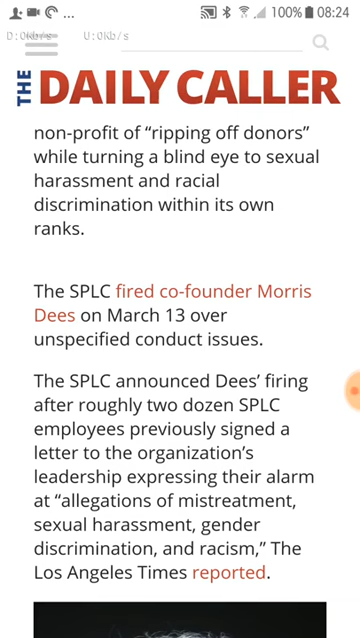 ... 100% 08:24
D:0Kb/s U:0Kb/s
THE DAILY CALLER
non-profit of “ripping off donors”
while turning a blind eye to sexual
harassment and racial
discrimination within its own
ranks.
The SPLC fired co-founder Morris
Dees on March 13 over
unspecified conduct issues.
The SPLC announced Dees’ firing
after roughly two dozen SPLC
employees previously signed a
letter to the organization’s
leadership expressing their alarm
at “allegations of mistreatment,
sexual harassment, gender
discrimination, and racism,” The
Los Angeles Times reported.